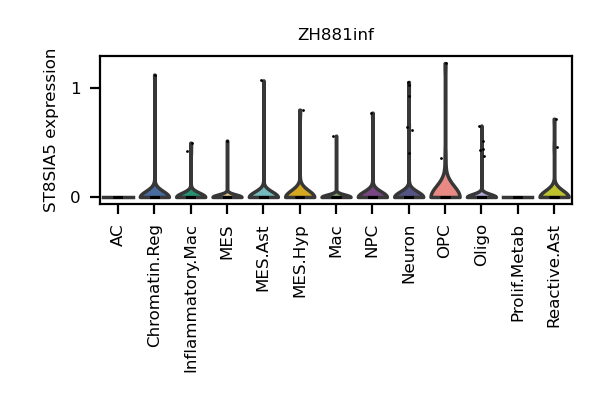 ZH881inf
ST8SIA5 expression
1
0
AC
Chromatin.Reg
Inflammatory.Mac
MES
MES.Ast
MES.Hyp
Mac
NPC
Neuron
OPC
Oligo
Prolif.Metab
Reactive.Ast